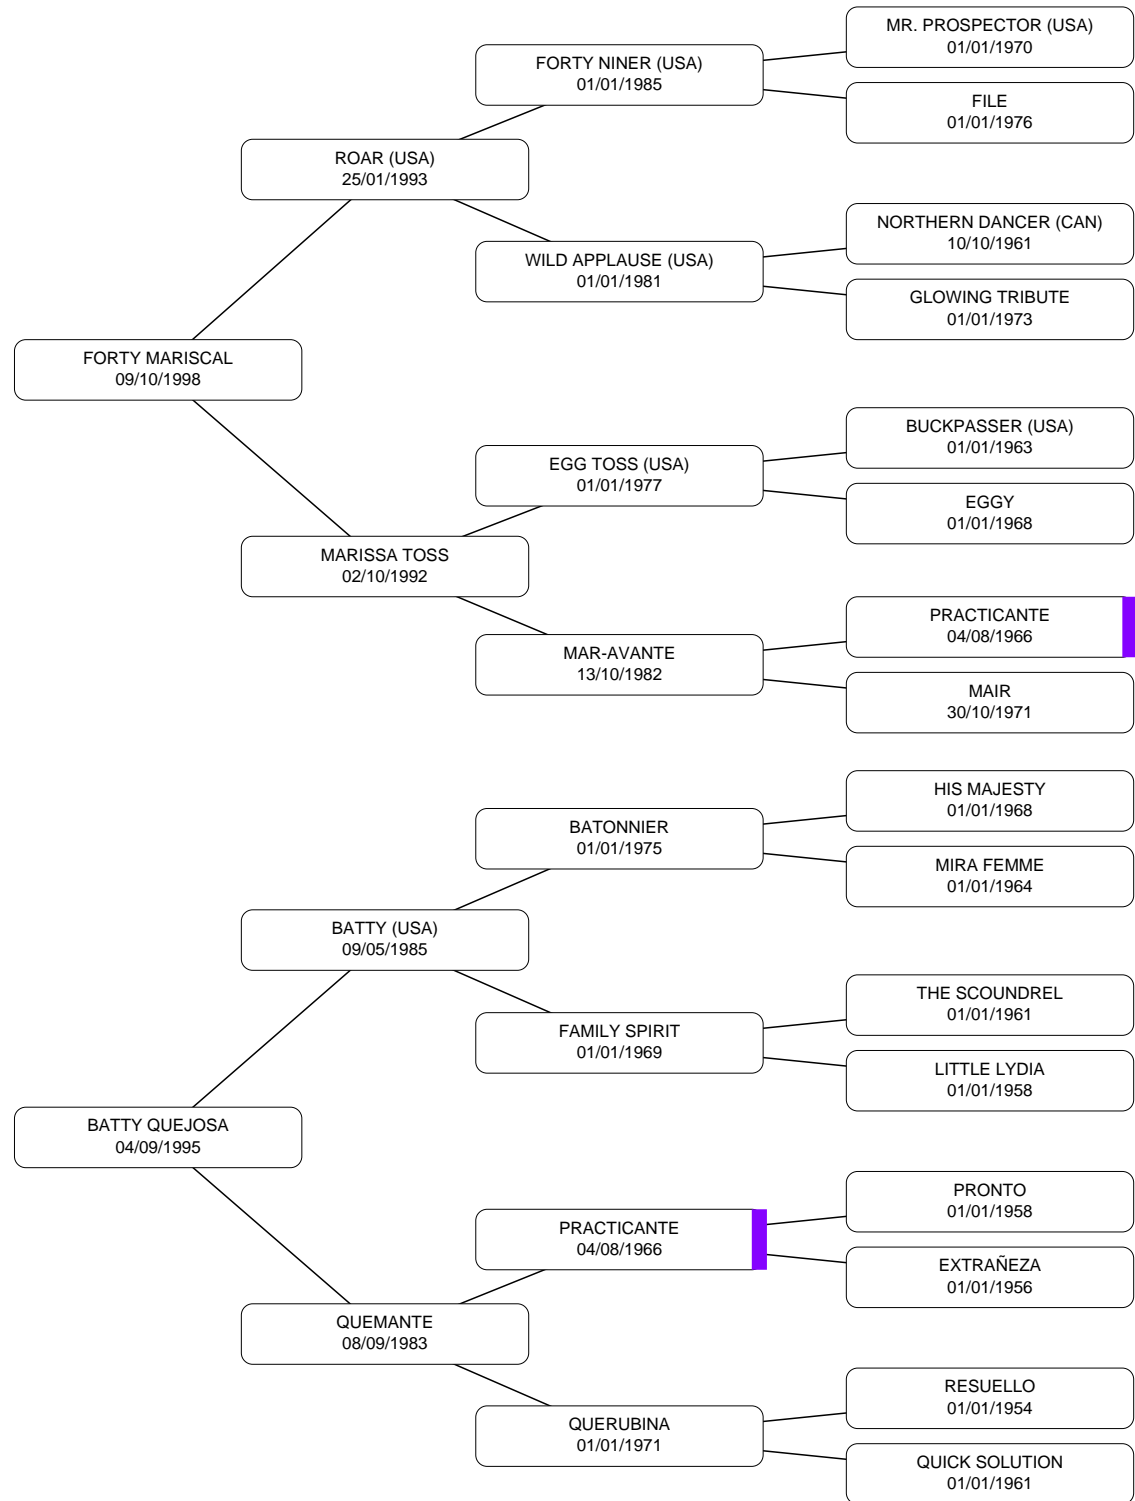 MR. PROSPECTOR (USA)
01/01/1970
FORTY NINER (USA)
01/01/1985
FILE
01/01/1976
ROAR (USA)
25/01/1993
NORTHERN DANCER (CAN)
10/10/1961
WILD APPLAUSE (USA)
01/01/1981
GLOWING TRIBUTE
01/01/1973
FORTY MARISCAL
09/10/1998
BUCKPASSER (USA)
01/01/1963
EGG TOSS (USA)
01/01/1977
EGGY
01/01/1968
MARISSA TOSS
02/10/1992
PRACTICANTE
04/08/1966
MAR-AVANTE
13/10/1982
MAIR
30/10/1971
HIS MAJESTY
01/01/1968
BATONNIER
01/01/1975
MIRA FEMME
01/01/1964
BATTY (USA)
09/05/1985
THE SCOUNDREL
01/01/1961
FAMILY SPIRIT
01/01/1969
LITTLE LYDIA
01/01/1958
BATTY QUEJOSA
04/09/1995
PRONTO
01/01/1958
PRACTICANTE
04/08/1966
EXTRAÑEZA
01/01/1956
QUEMANTE
08/09/1983
RESUELLO
01/01/1954
QUERUBINA
01/01/1971
QUICK SOLUTION
01/01/1961